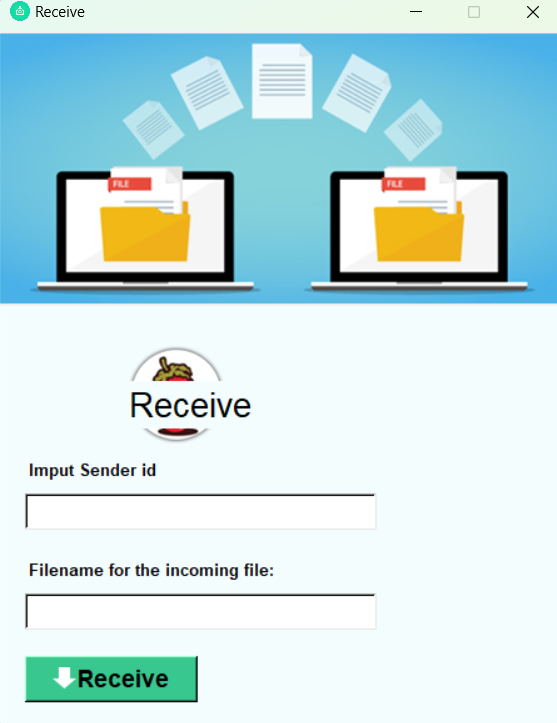 Receive
FILE
FILE
Receive
Imput Sender id
Filename for the incoming file:
Receive